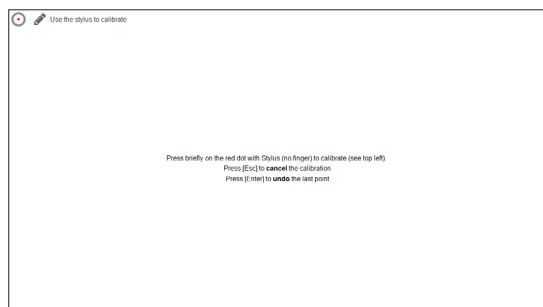 Use the stylus to calibrate
Press briefly on the red dot with Stylus (no finger) to calibrate (see top left)
Press [Esc] to cancel the calibration
Press [Enter] to undo the last point